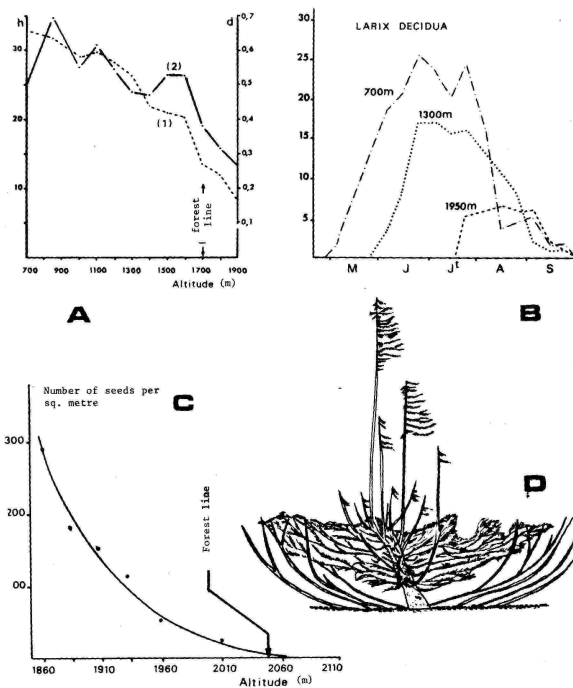 h
d
0,7
0,6
0,5
0,4
0,3
0,2
0,1
30
20
10
(2)
(1)
forest
line
700
900
1100
1300
1500
1700
1900
Altitude (m)
A
LARIX DECIDUA
25
20
15
10
5
700m
1300m
1950m
M
J
Jt
A
S
B
Number of seeds per
sq. metre
C
300
200
00
Forest line
1860
1910
1960
2010
2060
2110
Altitude (m)
D